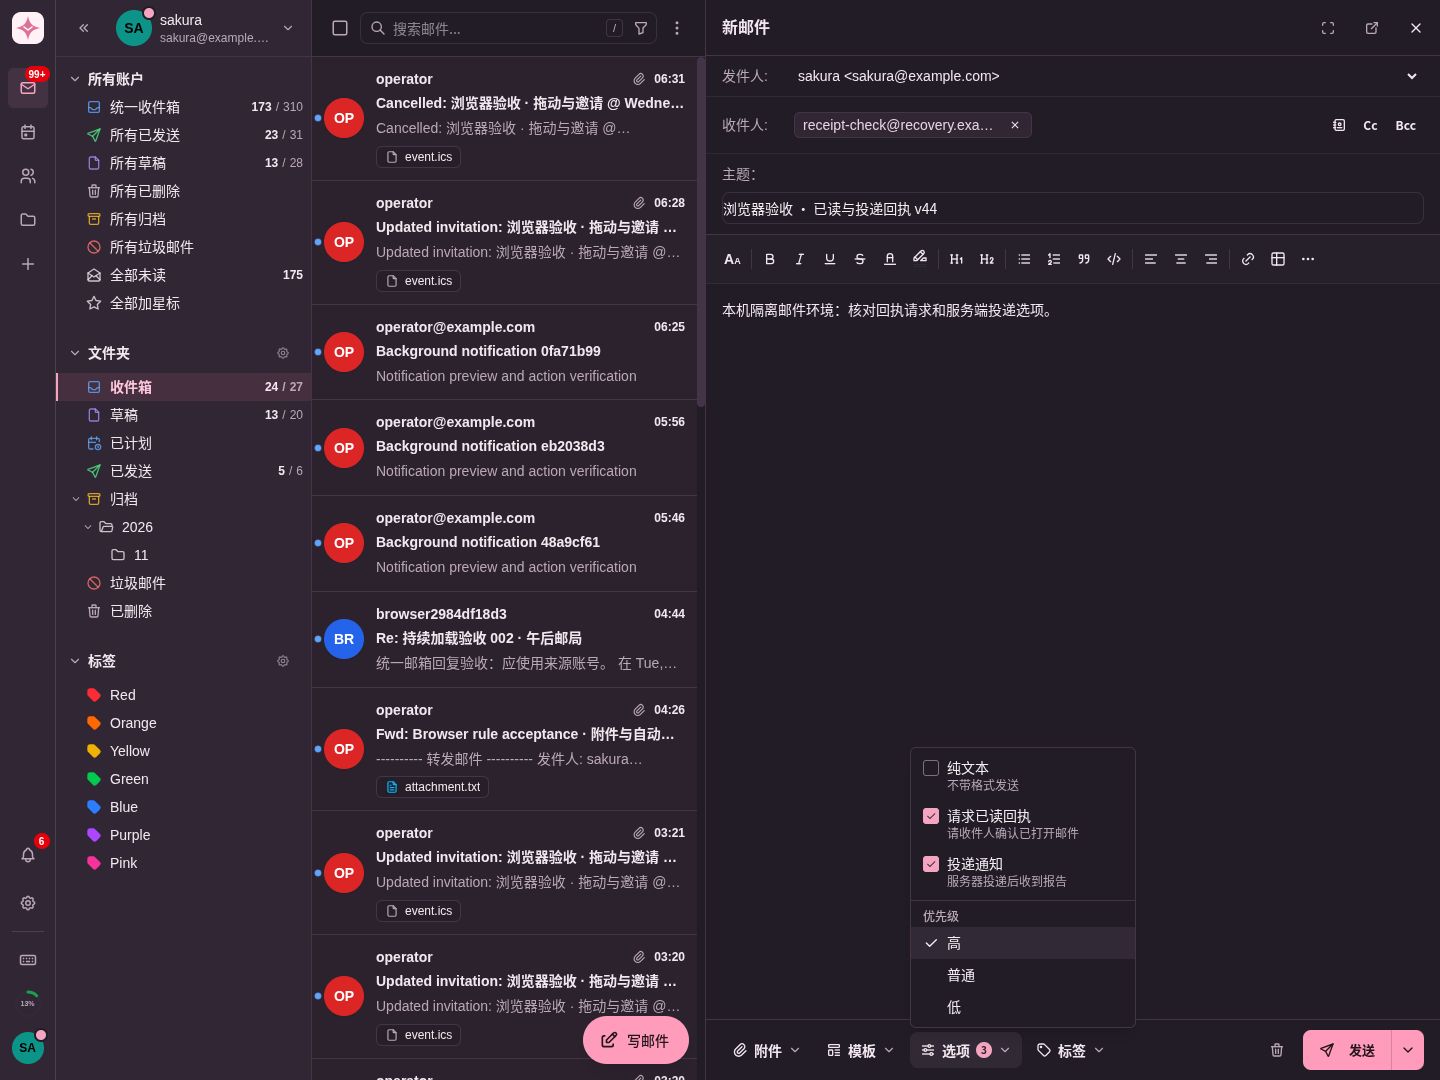 99+
6
13%
SA
SA
sakura
sakura@example....
所有账户
统一收件箱 173 / 310
所有已发送 23 / 31
所有草稿 13 / 28
所有已删除
所有归档
所有垃圾邮件
全部未读 175
全部加星标
文件夹
收件箱 24 / 27
草稿 13 / 20
已计划
已发送 5 / 6
归档
2026
11
垃圾邮件
已删除
标签
Red
Orange
Yellow
Green
Blue
Purple
Pink
搜索邮件... /
OP
operator 06:31
Cancelled: 浏览器验收 · 拖动与邀请 @ Wedne...
Cancelled: 浏览器验收 · 拖动与邀请 @...
event.ics
OP
operator 06:28
Updated invitation: 浏览器验收 · 拖动与邀请 ...
Updated invitation: 浏览器验收 · 拖动与邀请 @...
event.ics
OP
operator@example.com 06:25
Background notification 0fa71b99
Notification preview and action verification
OP
operator@example.com 05:56
Background notification eb2038d3
Notification preview and action verification
OP
operator@example.com 05:46
Background notification 48a9cf61
Notification preview and action verification
BR
browser2984df18d3 04:44
Re: 持续加载验收 002 · 午后邮局
统一邮箱回复验收：应使用来源账号。 在 Tue,...
OP
operator 04:26
Fwd: Browser rule acceptance · 附件与自动...
---------- 转发邮件 ---------- 发件人: sakura...
attachment.txt
OP
operator 03:21
Updated invitation: 浏览器验收 · 拖动与邀请 ...
Updated invitation: 浏览器验收 · 拖动与邀请 @...
event.ics
OP
operator 03:20
Updated invitation: 浏览器验收 · 拖动与邀请 ...
Updated invitation: 浏览器验收 · 拖动与邀请 @...
event.ics
operator 03:20
写邮件
新邮件
发件人: sakura <sakura@example.com>
收件人: receipt-check@recovery.exa... Cc Bcc
主题:
浏览器验收 · 已读与投递回执 v44
本机隔离邮件环境：核对回执请求和服务端投递选项。
纯文本
不带格式发送
请求已读回执
请收件人确认已打开邮件
投递通知
服务器投递后收到报告
优先级
高
普通
低
附件 模板 选项 3 标签 发送